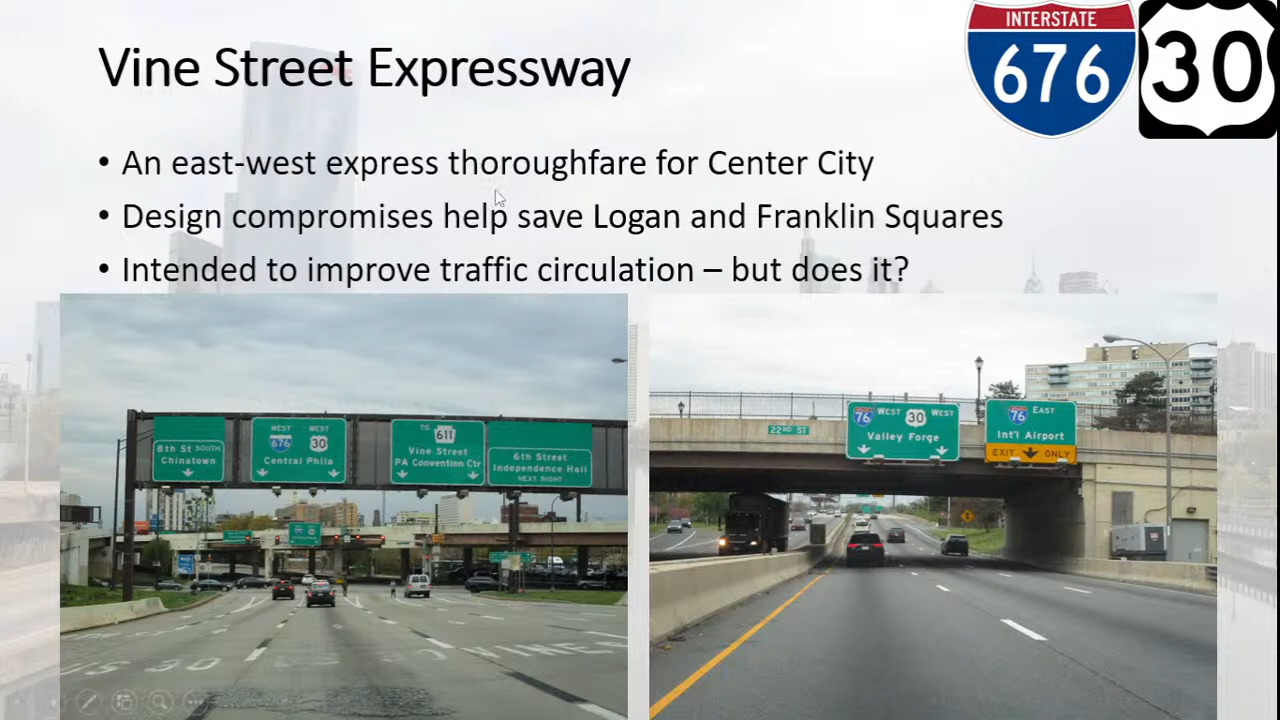 INTERSTATE
676
30
Vine Street Expressway
• An east-west express thoroughfare for Center City
• Design compromises help save Logan and Franklin Squares
• Intended to improve traffic circulation – but does it?
8th St SOUTH
Chinatown
WEST WEST
676 30
Central Phila
TO 611
Vine Street
PA Convention Ctr
6th Street
Independence Hall
NEXT RIGHT
US 30
VINE
22ND ST
76 WEST 30 WEST
Valley Forge
76 EAST
Int'l Airport
EXIT ONLY